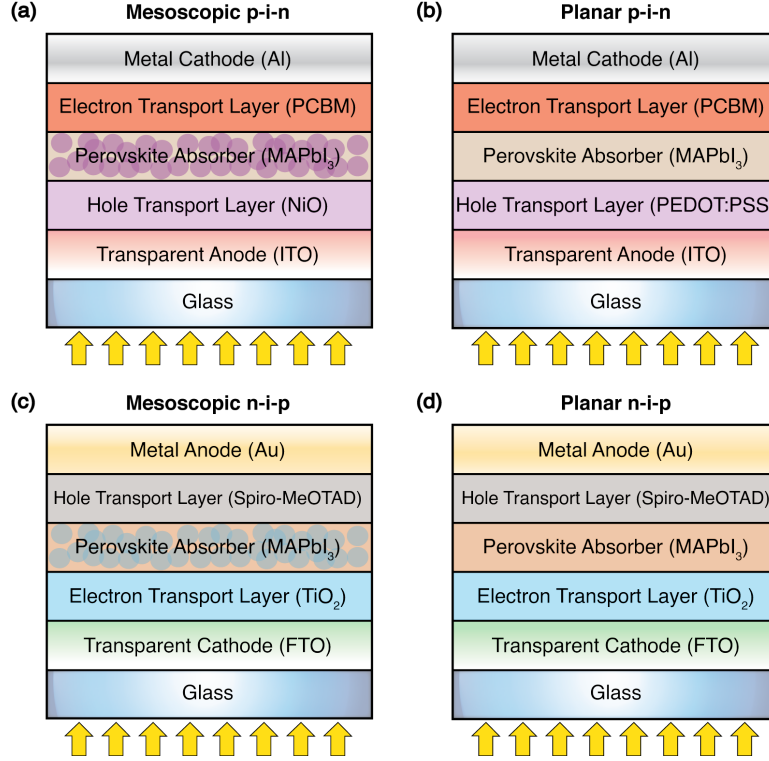 (a) Mesoscopic p-i-n
Metal Cathode (Al)
Electron Transport Layer (PCBM)
Perovskite Absorber (MAPbI₃)
Hole Transport Layer (NiO)
Transparent Anode (ITO)
Glass
(b) Planar p-i-n
Metal Cathode (Al)
Electron Transport Layer (PCBM)
Perovskite Absorber (MAPbI₃)
Hole Transport Layer (PEDOT:PSS
Transparent Anode (ITO)
Glass
(c) Mesoscopic n-i-p
Metal Anode (Au)
Hole Transport Layer (Spiro-MeOTAD)
Perovskite Absorber (MAPbI₃)
Electron Transport Layer (TiO₂)
Transparent Cathode (FTO)
Glass
(d) Planar n-i-p
Metal Anode (Au)
Hole Transport Layer (Spiro-MeOTAD)
Perovskite Absorber (MAPbI₃)
Electron Transport Layer (TiO₂)
Transparent Cathode (FTO)
Glass